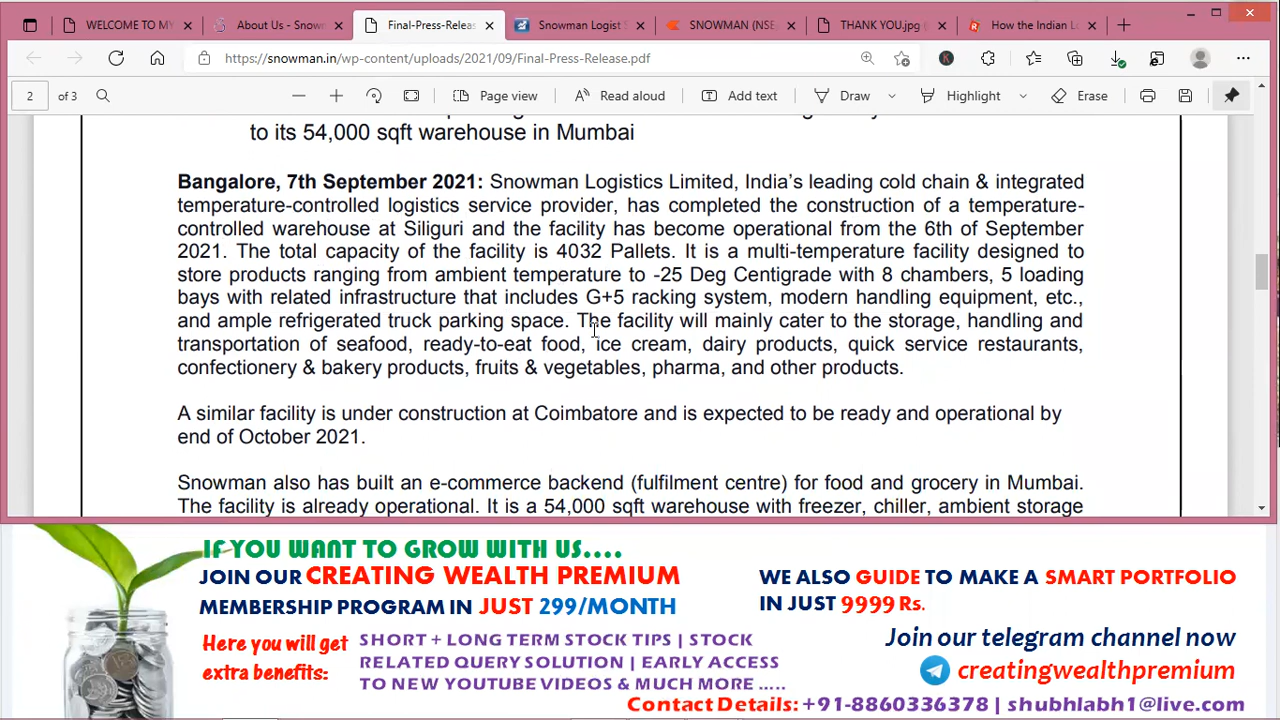 WELCOME TO MY
About Us - Snowm
Final-Press-Relea
Snowman Logist
SNOWMAN (NSE
THANK YOU.jpg (
How the Indian Lo
https://snowman.in/wp-content/uploads/2021/09/Final-Press-Release.pdf
2 of 3
Page view
Read aloud
Add text
Draw
Highlight
Erase
to its 54,000 sqft warehouse in Mumbai
Bangalore, 7th September 2021: Snowman Logistics Limited, India's leading cold chain & integrated
temperature-controlled logistics service provider, has completed the construction of a temperature-
controlled warehouse at Siliguri and the facility has become operational from the 6th of September
2021. The total capacity of the facility is 4032 Pallets. It is a multi-temperature facility designed to
store products ranging from ambient temperature to -25 Deg Centigrade with 8 chambers, 5 loading
bays with related infrastructure that includes G+5 racking system, modern handling equipment, etc.,
and ample refrigerated truck parking space. The facility will mainly cater to the storage, handling and
transportation of seafood, ready-to-eat food, ice cream, dairy products, quick service restaurants,
confectionery & bakery products, fruits & vegetables, pharma, and other products.
A similar facility is under construction at Coimbatore and is expected to be ready and operational by
end of October 2021.
Snowman also has built an e-commerce backend (fulfilment centre) for food and grocery in Mumbai.
The facility is already operational. It is a 54,000 sqft warehouse with freezer, chiller, ambient storage
IF YOU WANT TO GROW WITH US....
JOIN OUR CREATING WEALTH PREMIUM
MEMBERSHIP PROGRAM IN JUST 299/MONTH
Here you will get
extra benefits:
SHORT + LONG TERM STOCK TIPS | STOCK
RELATED QUERY SOLUTION | EARLY ACCESS
TO NEW YOUTUBE VIDEOS & MUCH MORE .....
WE ALSO GUIDE TO MAKE A SMART PORTFOLIO
IN JUST 9999 Rs.
Join our telegram channel now
creatingwealthpremium
Contact Details: +91-8860336378 | shubhlabh1@live.com